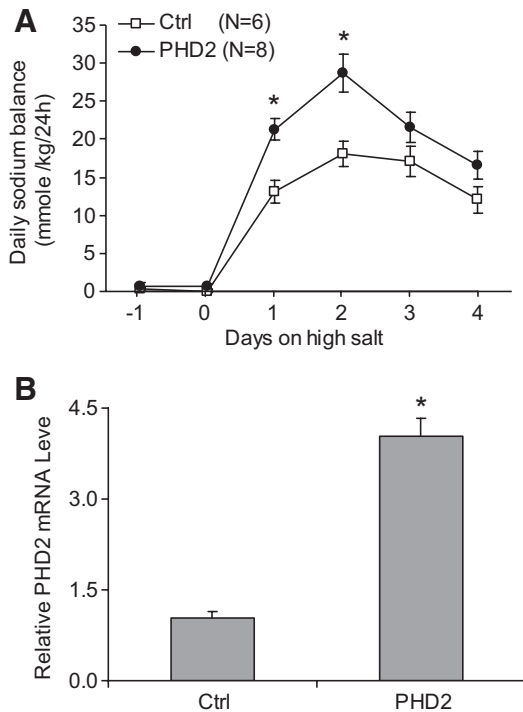 A
Ctrl (N=6)
PHD2 (N=8)
Daily sodium balance
(mmole /kg/24h)
35
30
25
20
15
10
5
0
*
*
-1 0 1 2 3 4
Days on high salt
B
Relative PHD2 mRNA Leve
4.5
3.0
1.5
0.0
*
Ctrl PHD2